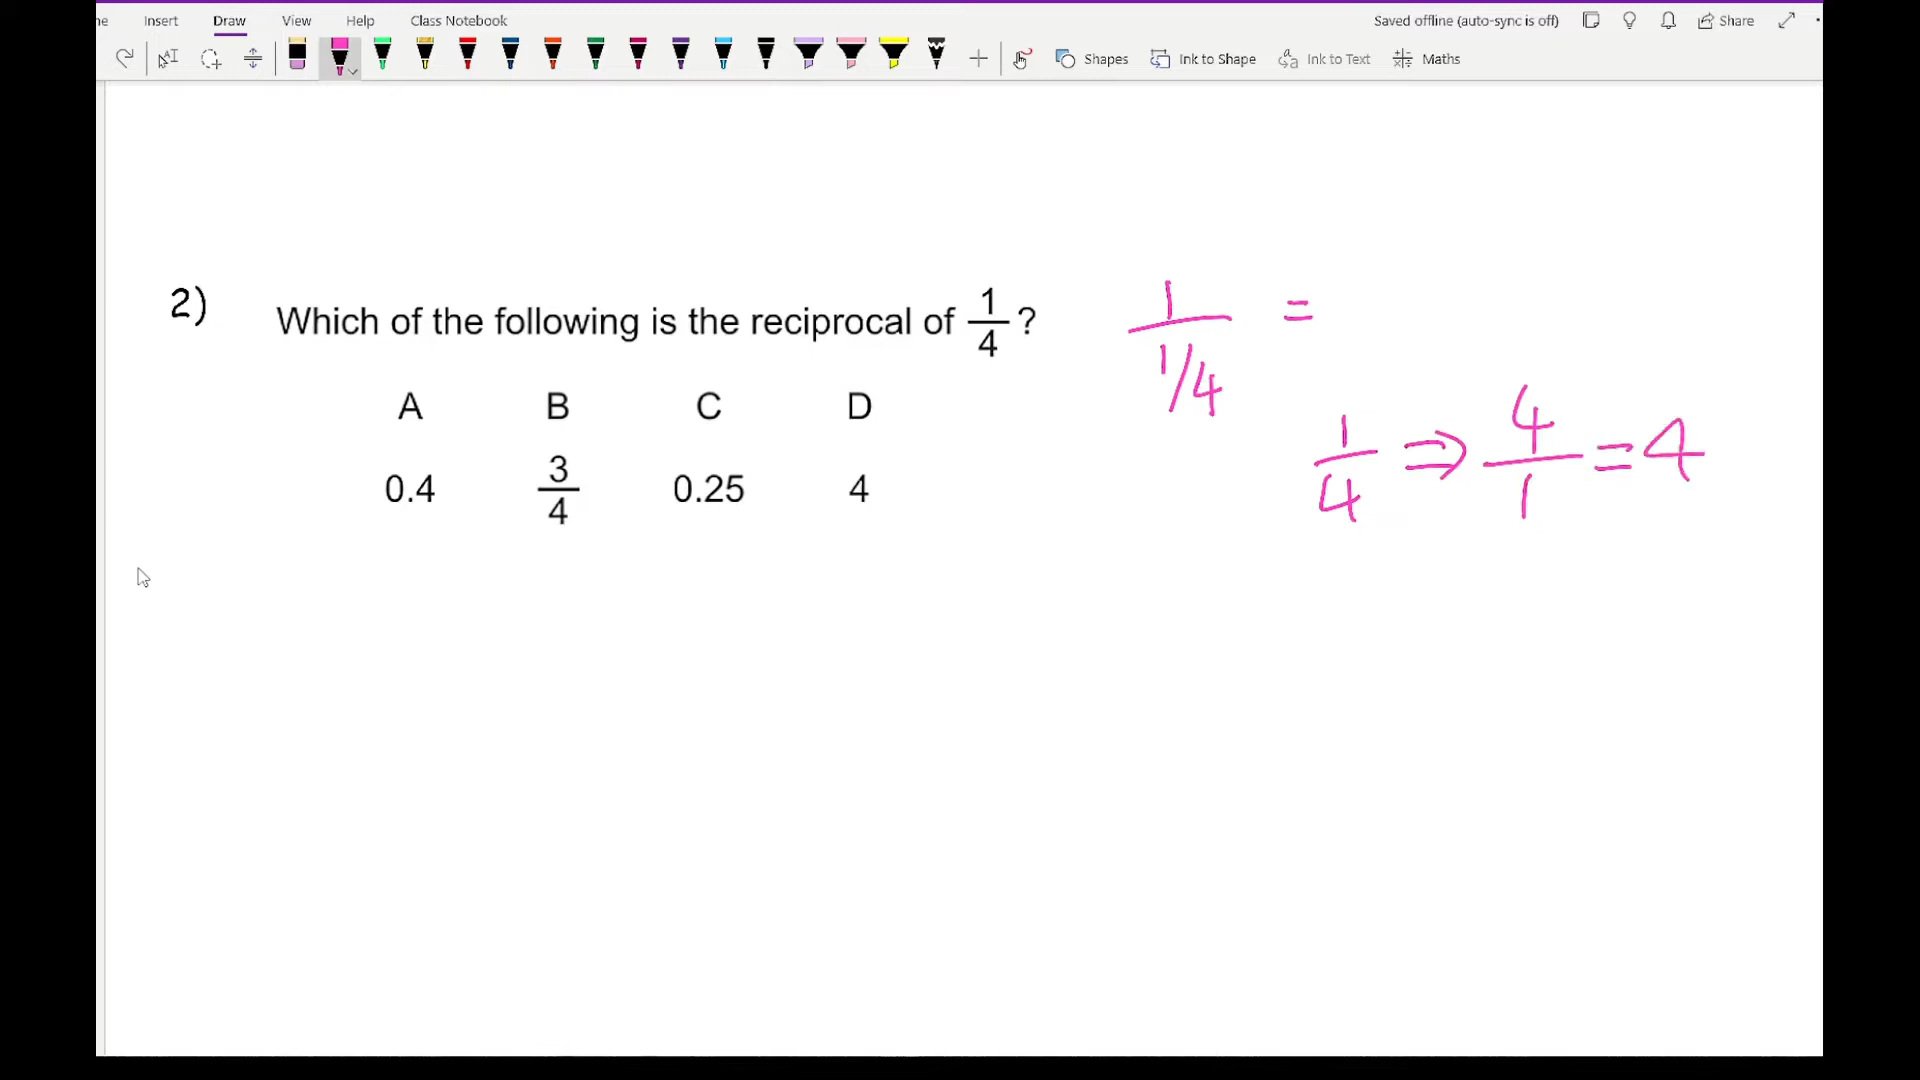 ne Insert Draw View Help Class Notebook Saved offline (auto-sync is off) Share
Shapes Ink to Shape Ink to Text Maths
2) Which of the following is the reciprocal of 1/4 ?
A B C D
0.4 3/4 0.25 4
1/(1/4) =
1/4 ⇒ 4/1 = 4